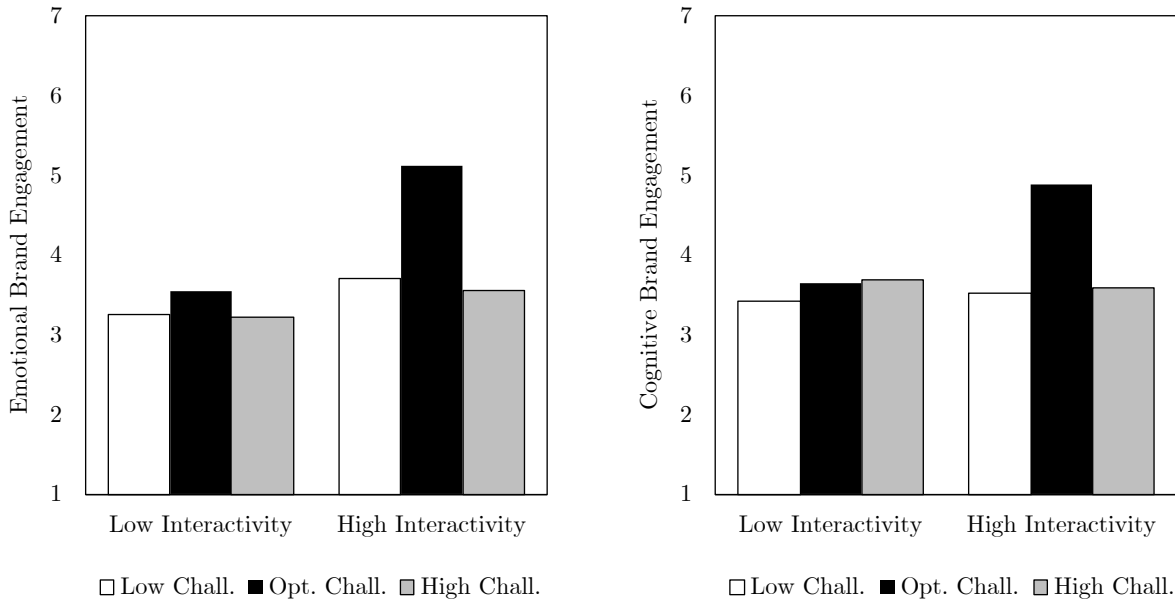 Emotional Brand Engagement
7
6
5
4
3
2
1
Low Interactivity High Interactivity
Low Chall. Opt. Chall. High Chall.
Cognitive Brand Engagement
7
6
5
4
3
2
1
Low Interactivity High Interactivity
Low Chall. Opt. Chall. High Chall.